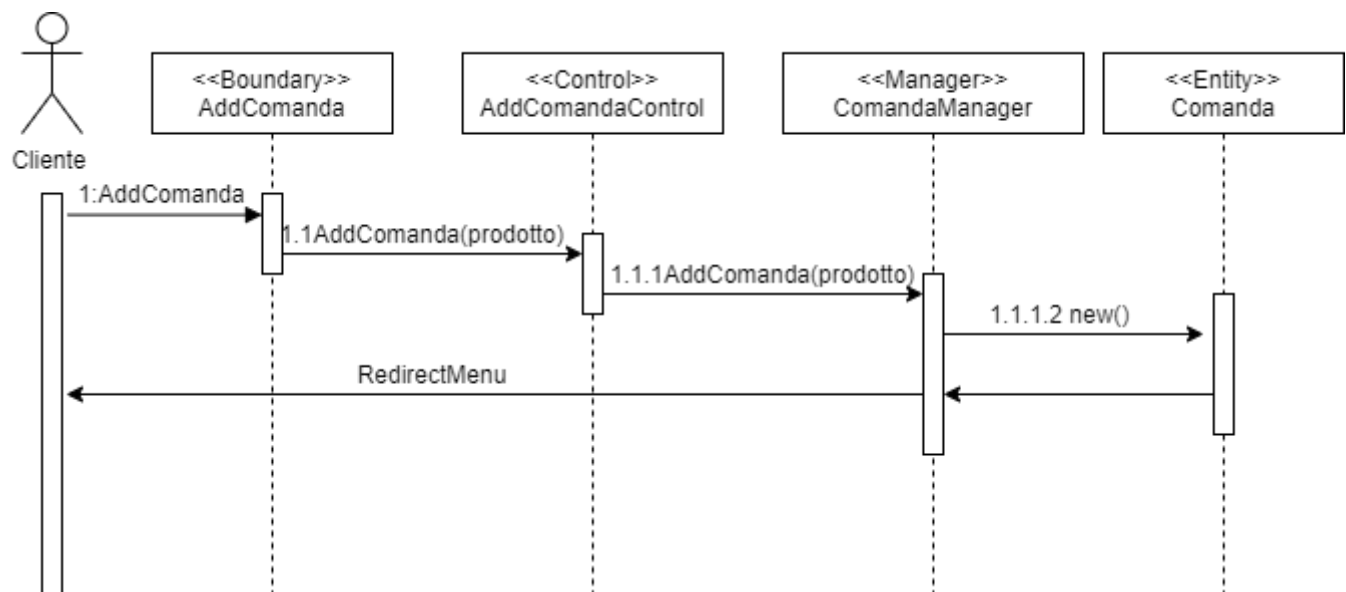 <<Boundary>>
AddComanda
<<Control>>
AddComandaControl
<<Manager>>
ComandaManager
<<Entity>>
Comanda
Cliente
1:AddComanda
1.1AddComanda(prodotto)
1.1.1AddComanda(prodotto)
1.1.1.2 new()
RedirectMenu